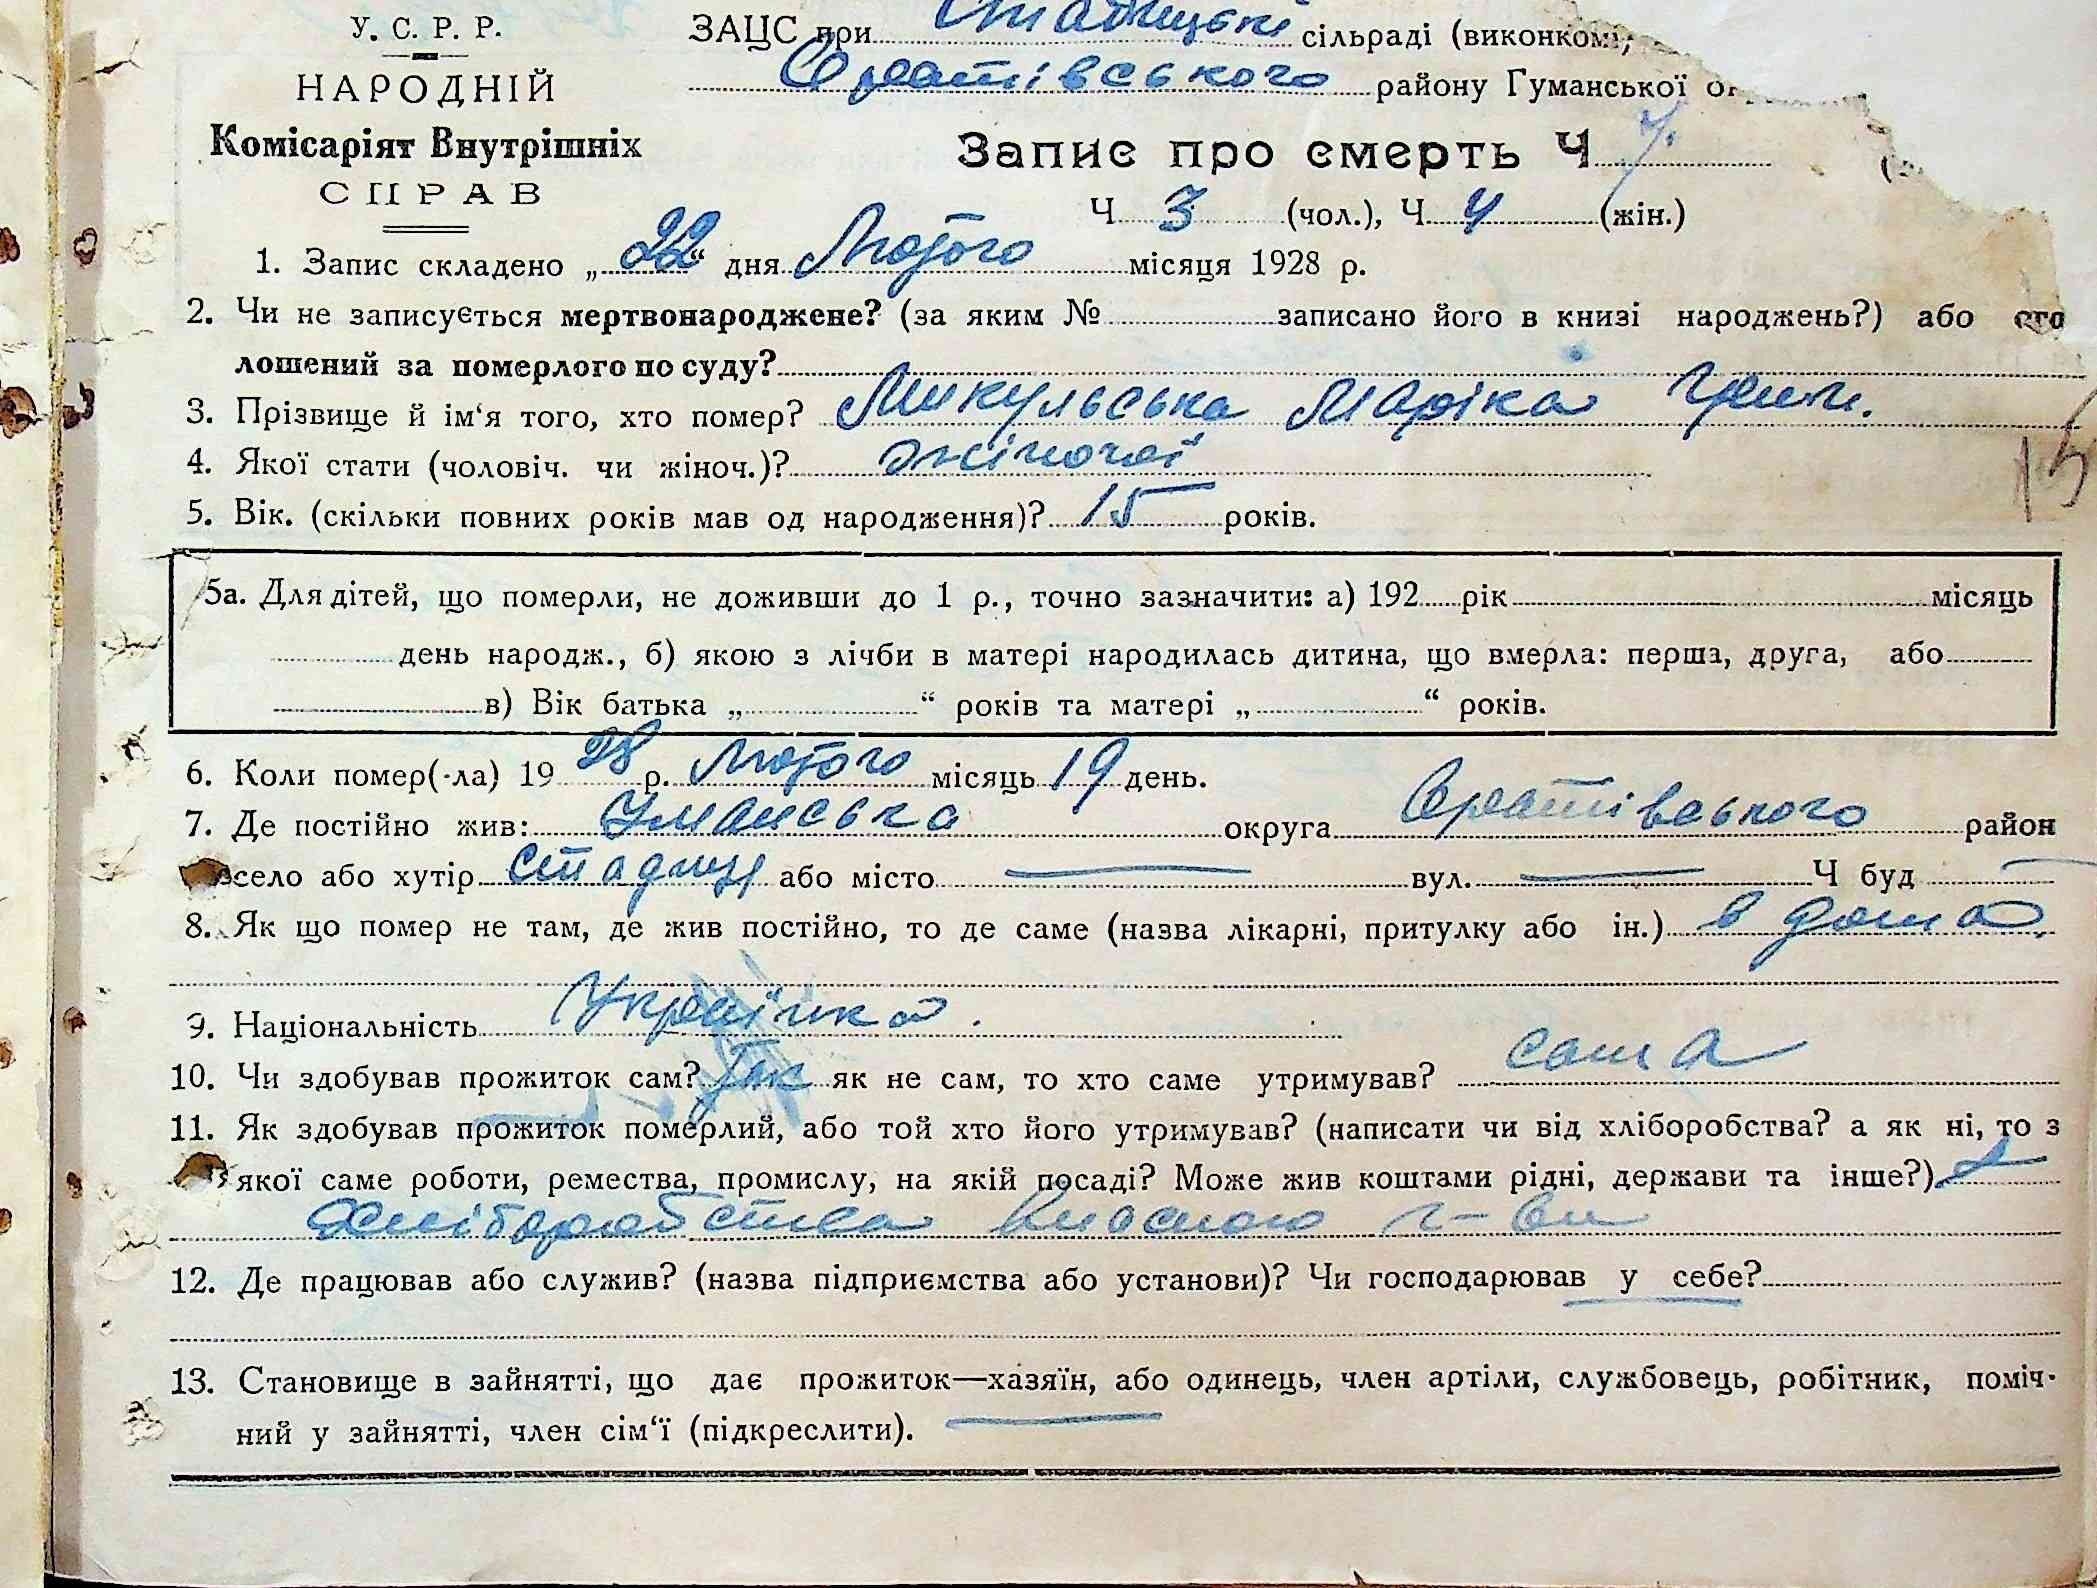 У. С. Р. Р.
НАРОДНІЙ
Комісаріят Внутрішніх
СПРАВ
ЗАЦС при Стадницькі сільраді (виконкомі,
Оратівського району Гуманської
Запис про смерть Ч 7.
Ч 3 (чол.), Ч 4 (жін.)
1. Запис складено „22“ дня Лютого місяця 1928 р.
2. Чи не записується мертвонароджене? (за яким № записано його в книзі народжень?) або ого
лошений за померлого по суду?
3. Прізвище й ім‘я того, хто помер? Микульська Маріка Григ.
4. Якої стати (чоловіч. чи жіноч.)? жіночої
5. Вік. (скільки повних років мав од народження)? 15 років.
15
5а. Для дітей, що померли, не доживши до 1 р., точно зазначити: а) 192 рік місяць
день народж., б) якою з лічби в матері народилась дитина, що вмерла: перша, друга, або
в) Вік батька „ “ років та матері „ “ років.
6. Коли помер(-ла) 19 28 р. Лютого місяць 19 день.
7. Де постійно жив: Уманська округа Оратівського район
село або хутір Стадниц або місто — вул. — Ч буд —
8. Як що помер не там, де жив постійно, то де саме (назва лікарні, притулку або ін.) в дома.
9. Національність Українка.
10. Чи здобував прожиток сам? Так як не сам, то хто саме утримував? сама
11. Як здобував прожиток померлий, або той хто його утримував? (написати чи від хліборобства? а як ні, то з
якої саме роботи, ремества, промислу, на якій посаді? Може жив коштами рідні, держави та інше?)
Хліборобства власного г-ви
12. Де працював або служив? (назва підприємства або установи)? Чи господарював у себе?
13. Становище в зайнятті, що дає прожиток—хазяїн, або одинець, член артіли, службовець, робітник, поміч-
ний у зайнятті, член сім‘ї (підкреслити).